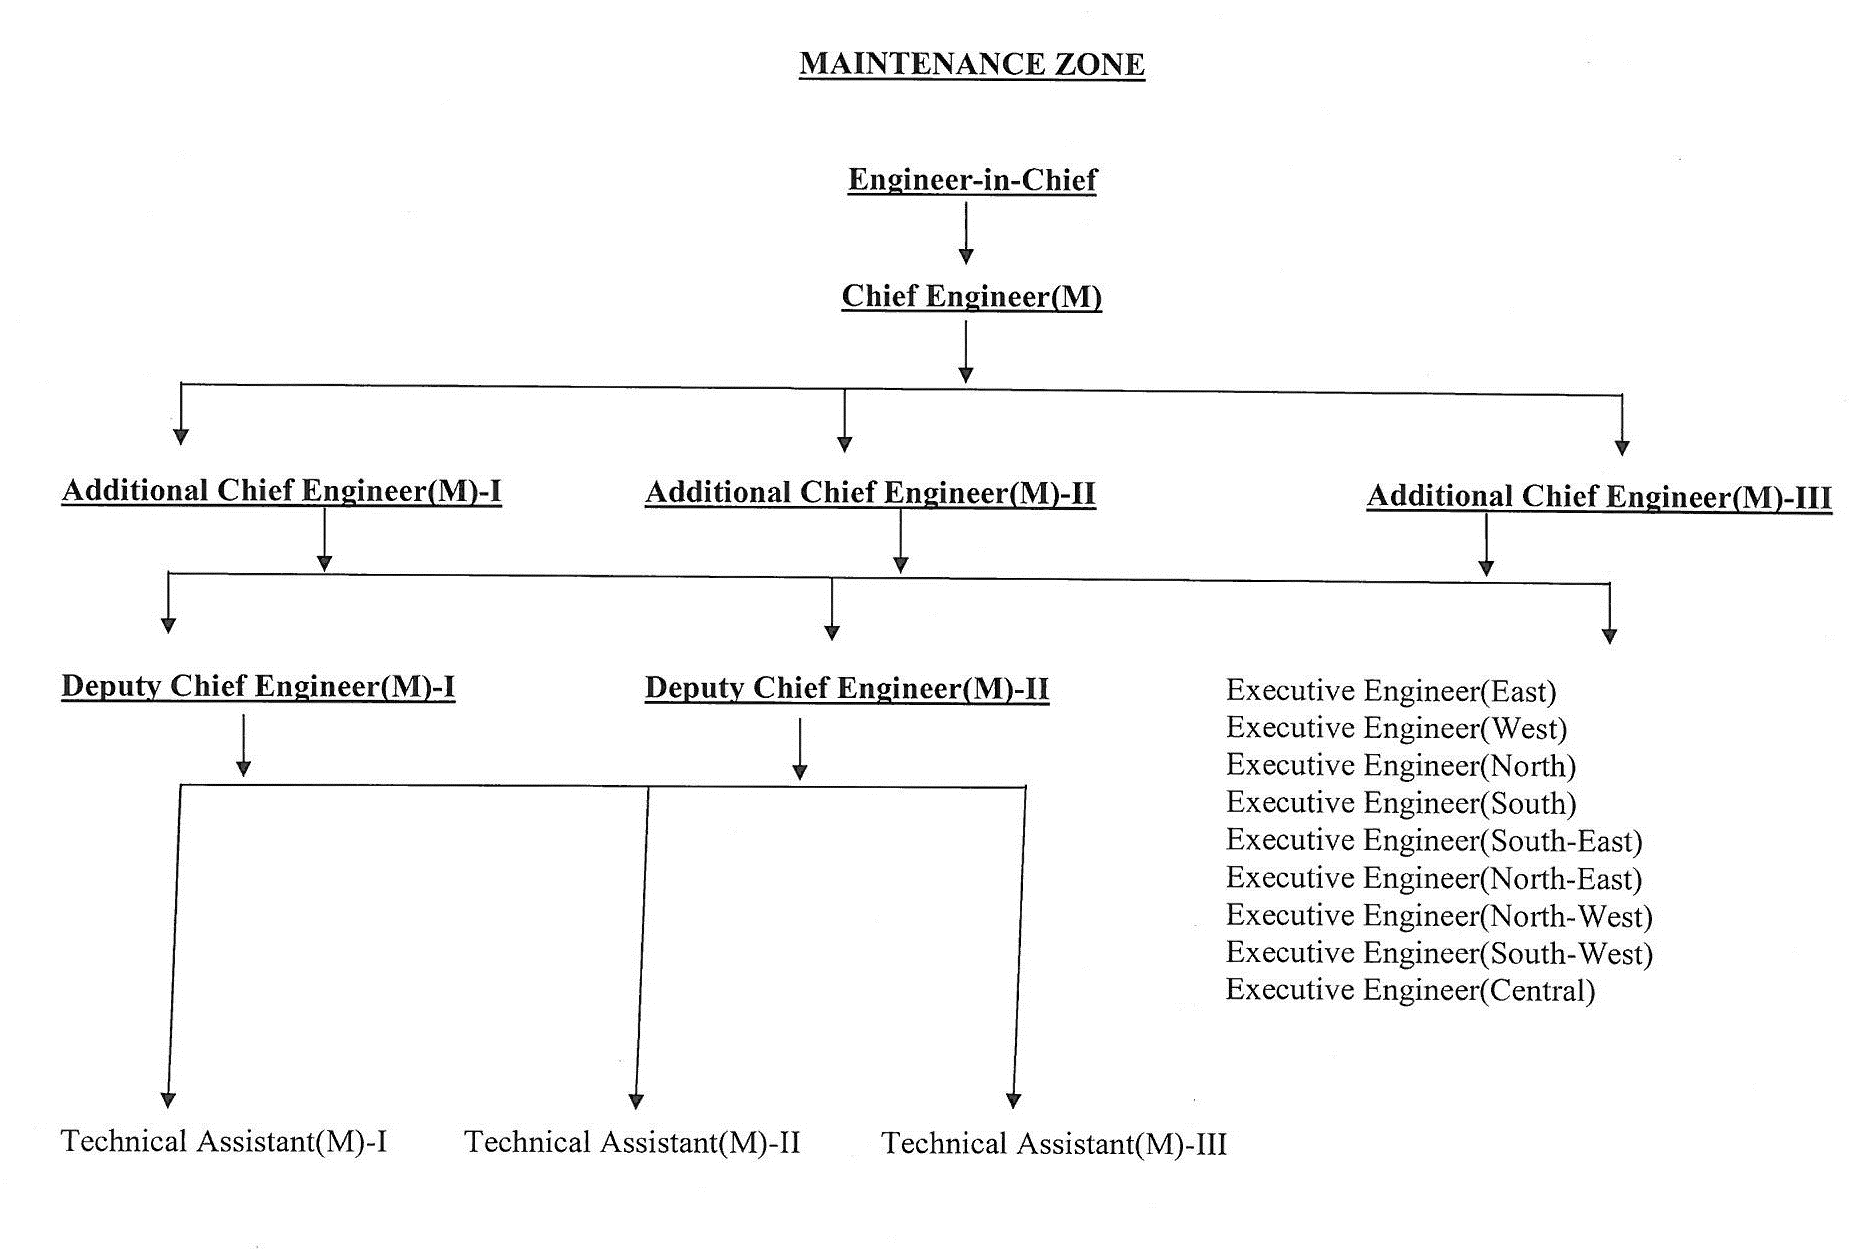 MAINTENANCE ZONE
Engineer-in-Chief
Chief Engineer(M)
Additional Chief Engineer(M)-I
Additional Chief Engineer(M)-II
Additional Chief Engineer(M)-III
Deputy Chief Engineer(M)-I
Deputy Chief Engineer(M)-II
Executive Engineer(East)
Executive Engineer(West)
Executive Engineer(North)
Executive Engineer(South)
Executive Engineer(South-East)
Executive Engineer(North-East)
Executive Engineer(North-West)
Executive Engineer(South-West)
Executive Engineer(Central)
Technical Assistant(M)-I
Technical Assistant(M)-II
Technical Assistant(M)-III